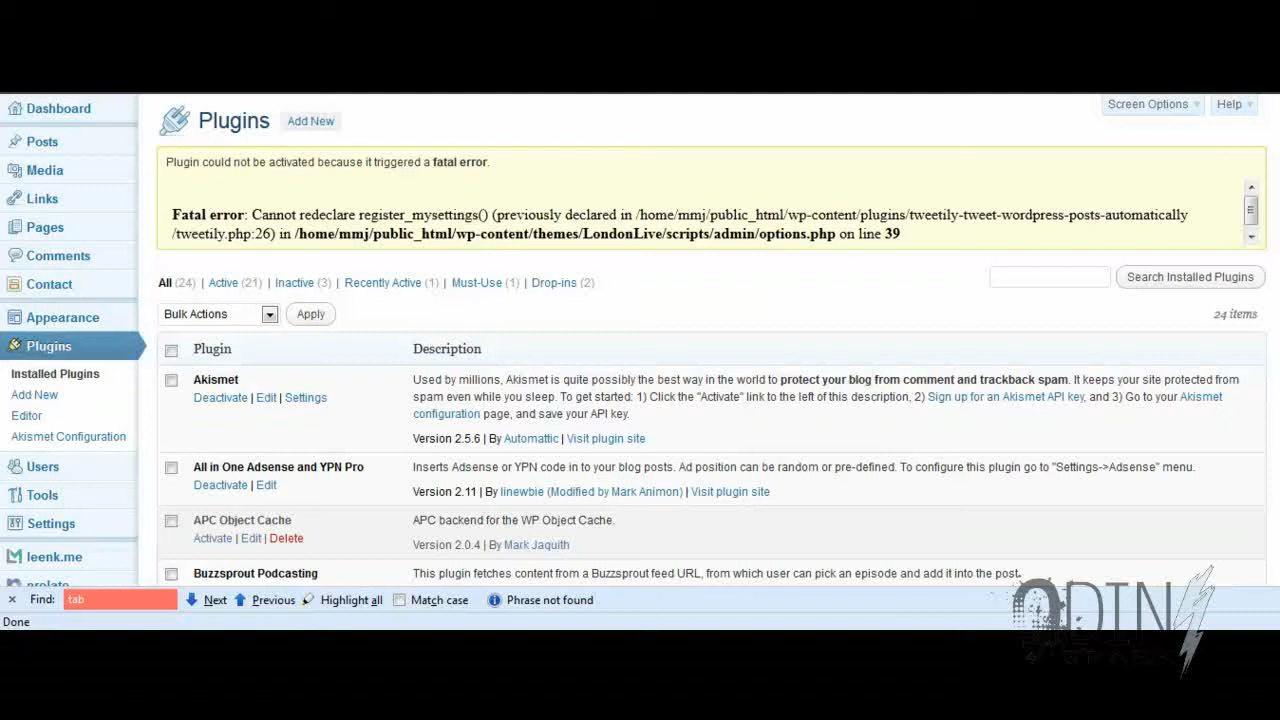 Dashboard
Posts
Media
Links
Pages
Comments
Contact
Appearance
Plugins
Installed Plugins
Add New
Editor
Akismet Configuration
Users
Tools
Settings
leenk.me
Screen Options
Help
Plugins Add New
Plugin could not be activated because it triggered a fatal error.
Fatal error: Cannot redeclare register_mysettings() (previously declared in /home/mmj/public_html/wp-content/plugins/tweetily-tweet-wordpress-posts-automatically
/tweetily.php:26) in /home/mmj/public_html/wp-content/themes/LondonLive/scripts/admin/options.php on line 39
All (24) | Active (21) | Inactive (3) | Recently Active (1) | Must-Use (1) | Drop-ins (2)
Search Installed Plugins
Bulk Actions Apply
24 items
Plugin Description
Akismet
Deactivate | Edit | Settings
Used by millions, Akismet is quite possibly the best way in the world to protect your blog from comment and trackback spam. It keeps your site protected from
spam even while you sleep. To get started: 1) Click the "Activate" link to the left of this description, 2) Sign up for an Akismet API key, and 3) Go to your Akismet
configuration page, and save your API key.
Version 2.5.6 | By Automattic | Visit plugin site
All in One Adsense and YPN Pro
Deactivate | Edit
Inserts Adsense or YPN code in to your blog posts. Ad position can be random or pre-defined. To configure this plugin go to "Settings->Adsense" menu.
Version 2.11 | By linewbie (Modified by Mark Animon) | Visit plugin site
APC Object Cache
Activate | Edit | Delete
APC backend for the WP Object Cache.
Version 2.0.4 | By Mark Jaquith
Buzzsprout Podcasting
This plugin fetches content from a Buzzsprout feed URL, from which user can pick an episode and add it into the post.
Find: tab Next Previous Highlight all Match case Phrase not found
Done
ODIN